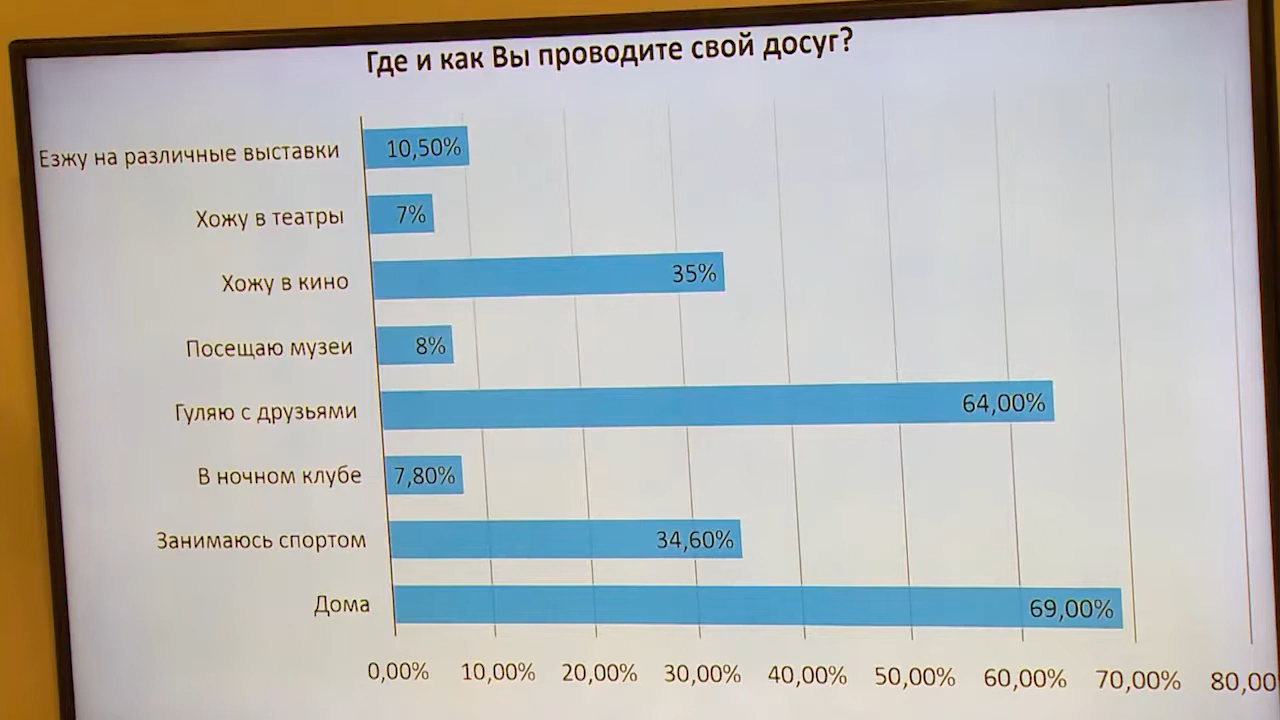 Где и как Вы проводите свой досуг?
Езжу на различные выставки 10,50%
Хожу в театры 7%
Хожу в кино 35%
Посещаю музеи 8%
Гуляю с друзьями 64,00%
В ночном клубе 7,80%
Занимаюсь спортом 34,60%
Дома 69,00%
0,00% 10,00% 20,00% 30,00% 40,00% 50,00% 60,00% 70,00% 80,00